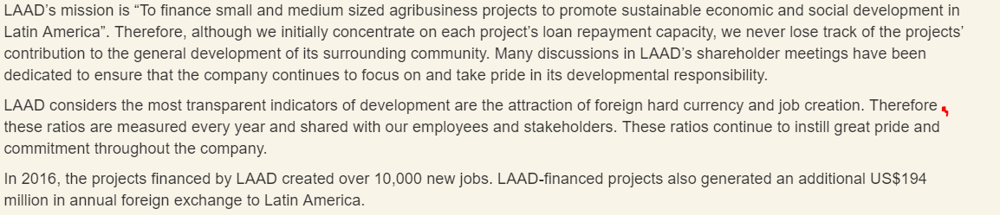 LAAD's mission is “To finance small and medium sized agribusiness projects to promote sustainable economic and social development in
Latin America”. Therefore, although we initially concentrate on each project's loan repayment capacity, we never lose track of the projects'
contribution to the general development of its surrounding community. Many discussions in LAAD's shareholder meetings have been
dedicated to ensure that the company continues to focus on and take pride in its developmental responsibility.
LAAD considers the most transparent indicators of development are the attraction of foreign hard currency and job creation. Therefore,
these ratios are measured every year and shared with our employees and stakeholders. These ratios continue to instill great pride and
commitment throughout the company.
In 2016, the projects financed by LAAD created over 10,000 new jobs. LAAD-financed projects also generated an additional US$194
million in annual foreign exchange to Latin America.